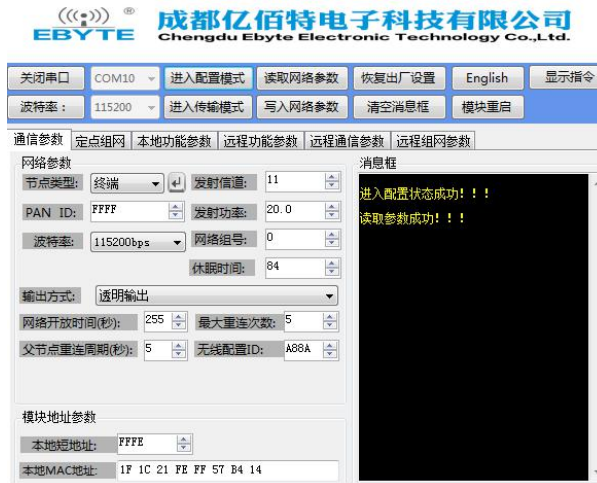 ((( ; ))) ®
EBYTE 成都亿佰特电子科技有限公司
Chengdu Ebyte Electronic Technology Co.,Ltd.
关闭串口 COM10 进入配置模式 读取网络参数 恢复出厂设置 English 显示指令
波特率： 115200 进入传输模式 写入网络参数 清空消息框 模块重启
通信参数 定点组网 本地功能参数 远程功能参数 远程通信参数 远程组网参数
网络参数 消息框
节点类型: 终端 发射信道: 11
PAN ID: FFFF 发射功率: 20.0
波特率: 115200bps 网络组号: 0
休眠时间: 84
输出方式: 透明输出
网络开放时间(秒): 255 最大重连次数: 5
父节点重连周期(秒): 5 无线配置ID: A88A
进入配置状态成功！！！
读取参数成功！！！
模块地址参数
本地短地址: FFFE
本地MAC地址: 1F 1C 21 FE FF 57 B4 14